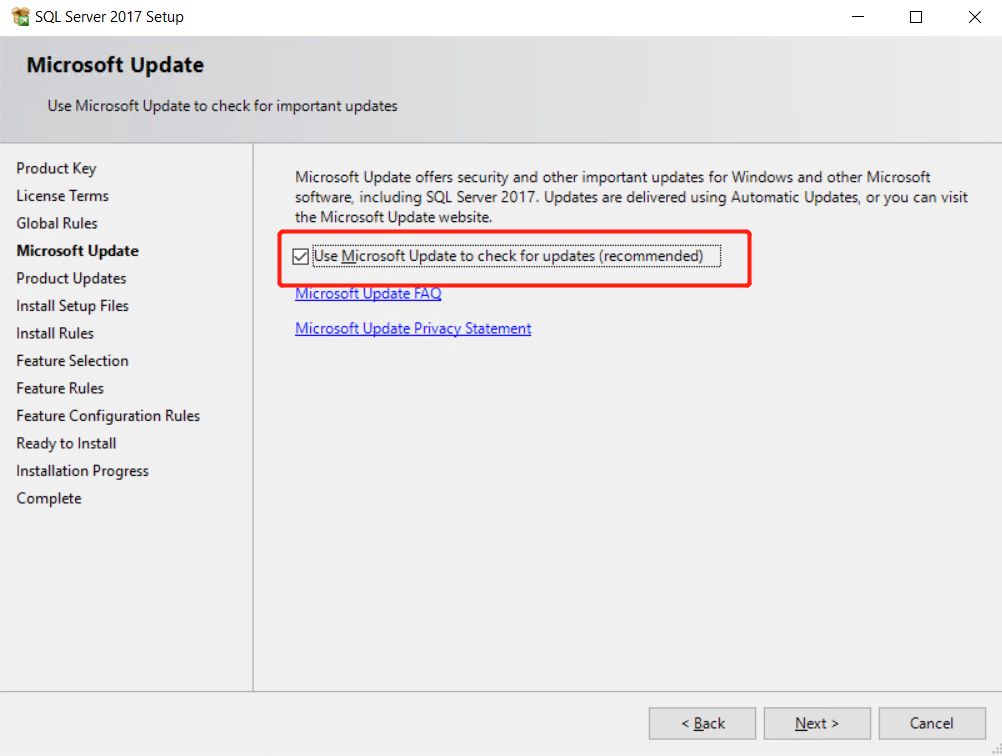 SQL Server 2017 Setup
Microsoft Update
Use Microsoft Update to check for important updates
Product Key
License Terms
Global Rules
Microsoft Update
Product Updates
Install Setup Files
Install Rules
Feature Selection
Feature Rules
Feature Configuration Rules
Ready to Install
Installation Progress
Complete
Microsoft Update offers security and other important updates for Windows and other Microsoft
software, including SQL Server 2017. Updates are delivered using Automatic Updates, or you can visit
the Microsoft Update website.
Use Microsoft Update to check for updates (recommended)
Microsoft Update FAQ
Microsoft Update Privacy Statement
< Back
Next >
Cancel